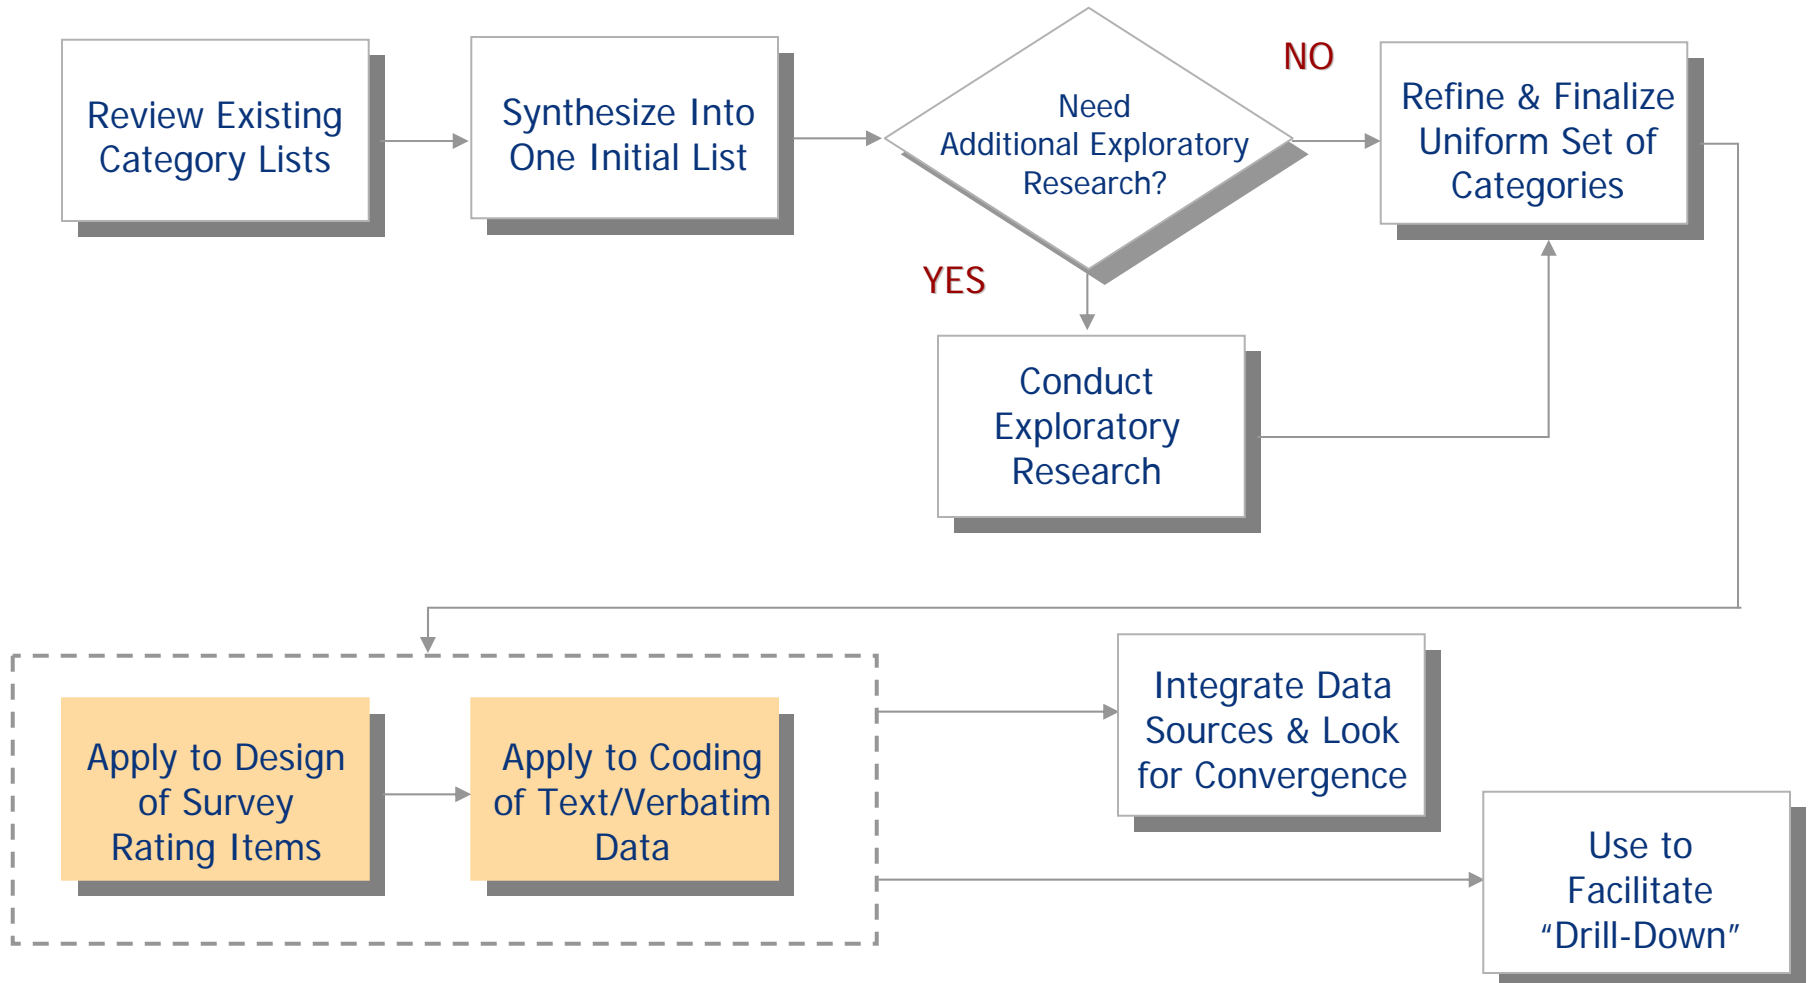 Review Existing
Category Lists
Synthesize Into
One Initial List
Need
Additional Exploratory
Research?
NO
Refine & Finalize
Uniform Set of
Categories
YES
Conduct
Exploratory
Research
Apply to Design
of Survey
Rating Items
Apply to Coding
of Text/Verbatim
Data
Integrate Data
Sources & Look
for Convergence
Use to
Facilitate
“Drill-Down”